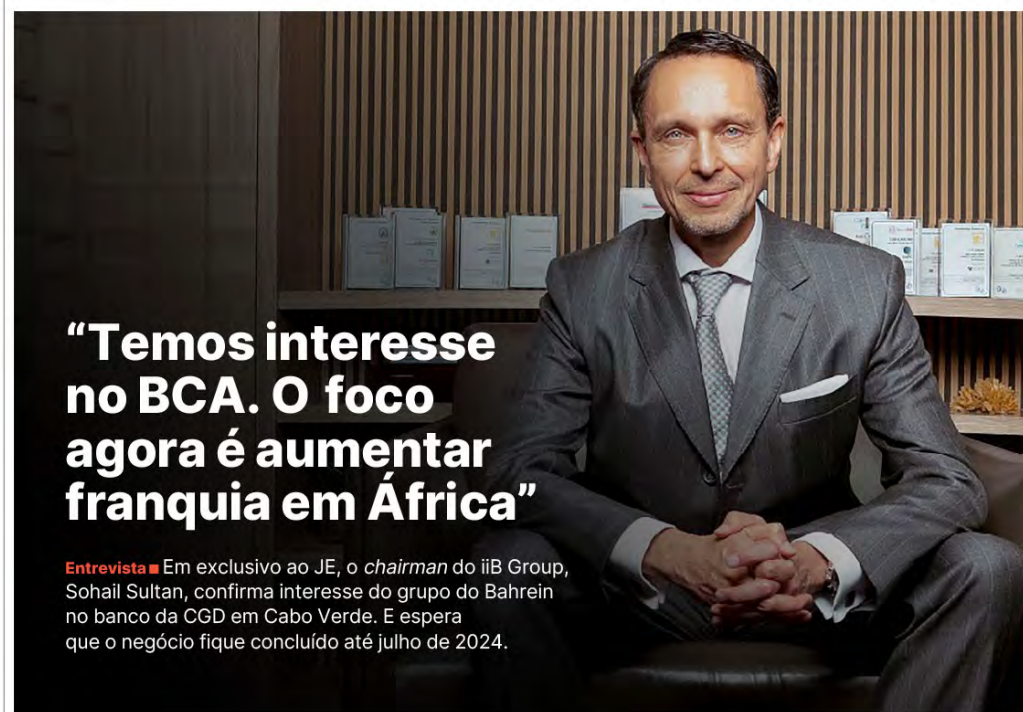 “Temos interesse
no BCA. O foco
agora é aumentar
franquia em África”
Entrevista ■ Em exclusivo ao JE, o chairman do iiB Group,
Sohail Sultan, confirma interesse do grupo do Bahrein
no banco da CGD em Cabo Verde. E espera
que o negócio fique concluído até julho de 2024.